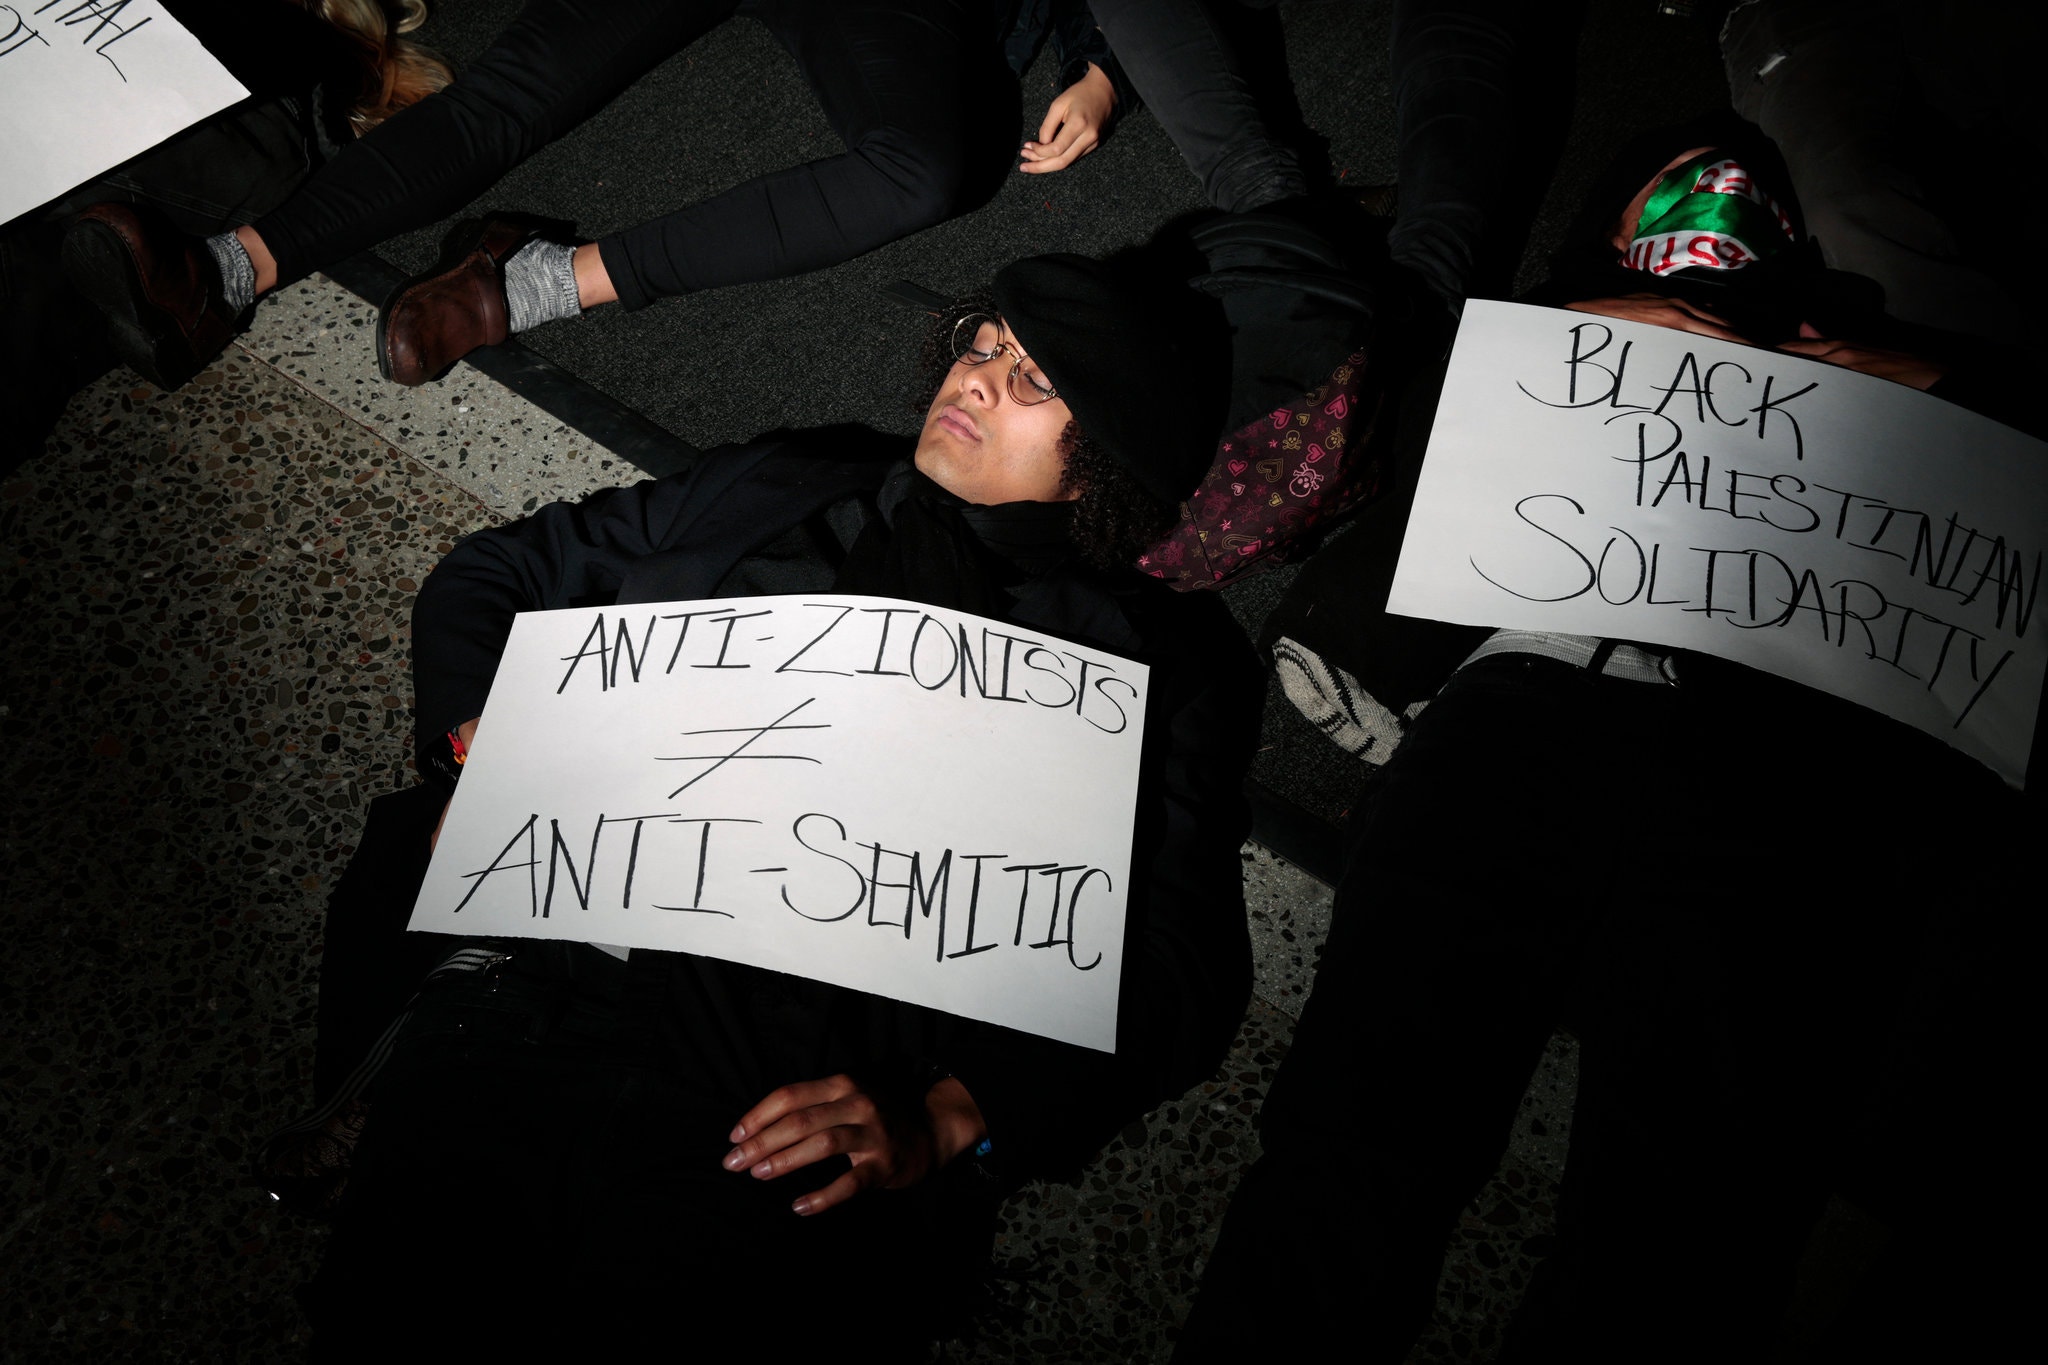 ANTI-ZIONISTS
≠
ANTI-SEMITIC
BLACK
PALESTINIAN
SOLIDARITY